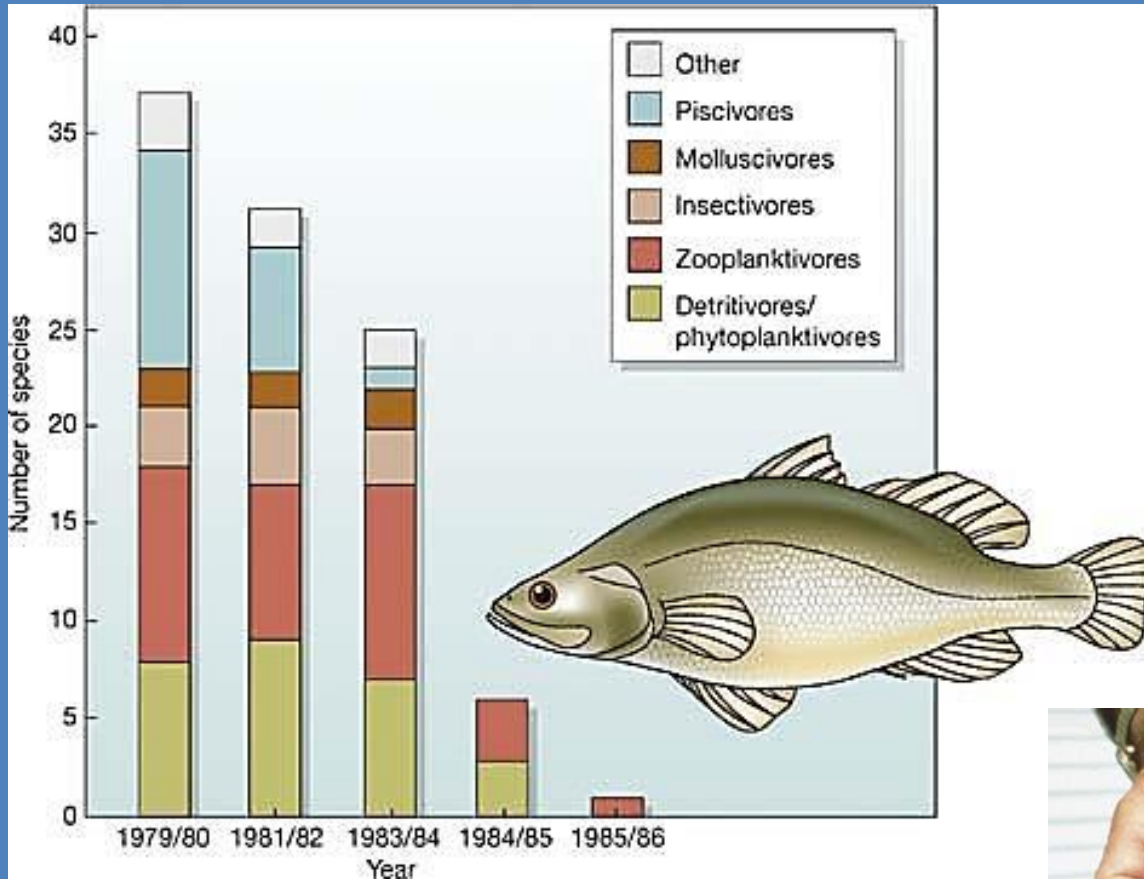 40
35
30
25
20
15
10
5
0
Number of species
Other
Piscivores
Molluscivores
Insectivores
Zooplanktivores
Detritivores/
phytoplanktivores
1979/80 1981/82 1983/84 1984/85 1985/86
Year